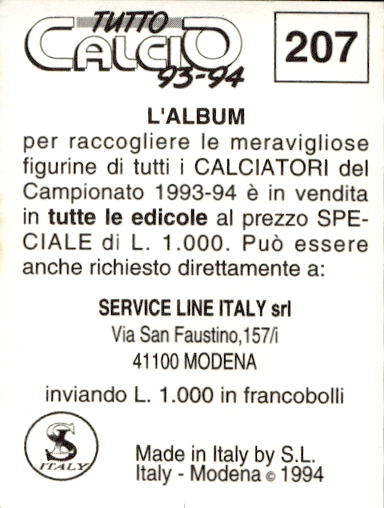 TUTTO
CALCIO
93-94
207
L'ALBUM
per raccogliere le meravigliose
figurine di tutti i CALCIATORI del
Campionato 1993-94 è in vendita
in tutte le edicole al prezzo SPE-
CIALE di L. 1.000. Può essere
anche richiesto direttamente a:
SERVICE LINE ITALY srl
Via San Faustino,157/i
41100 MODENA
inviando L. 1.000 in francobolli
SL
ITALY
Made in Italy by S.L.
Italy - Modena © 1994